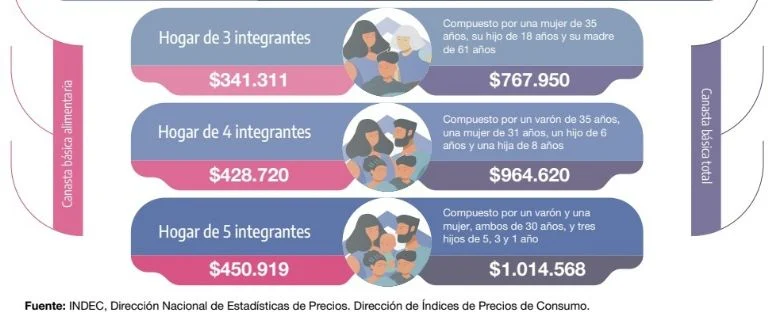 Hogar de 3 integrantes
Compuesto por una mujer de 35
años, su hijo de 18 años y su madre
de 61 años
$341.311
$767.950
Canasta básica alimentaria
Canasta básica total
Hogar de 4 integrantes
Compuesto por un varón de 35 años,
una mujer de 31 años, un hijo de 6
años y una hija de 8 años
$428.720
$964.620
Hogar de 5 integrantes
Compuesto por un varón y una
mujer, ambos de 30 años, y tres
hijos de 5, 3 y 1 año
$450.919
$1.014.568
Fuente: INDEC, Dirección Nacional de Estadísticas de Precios. Dirección de Índices de Precios de Consumo.